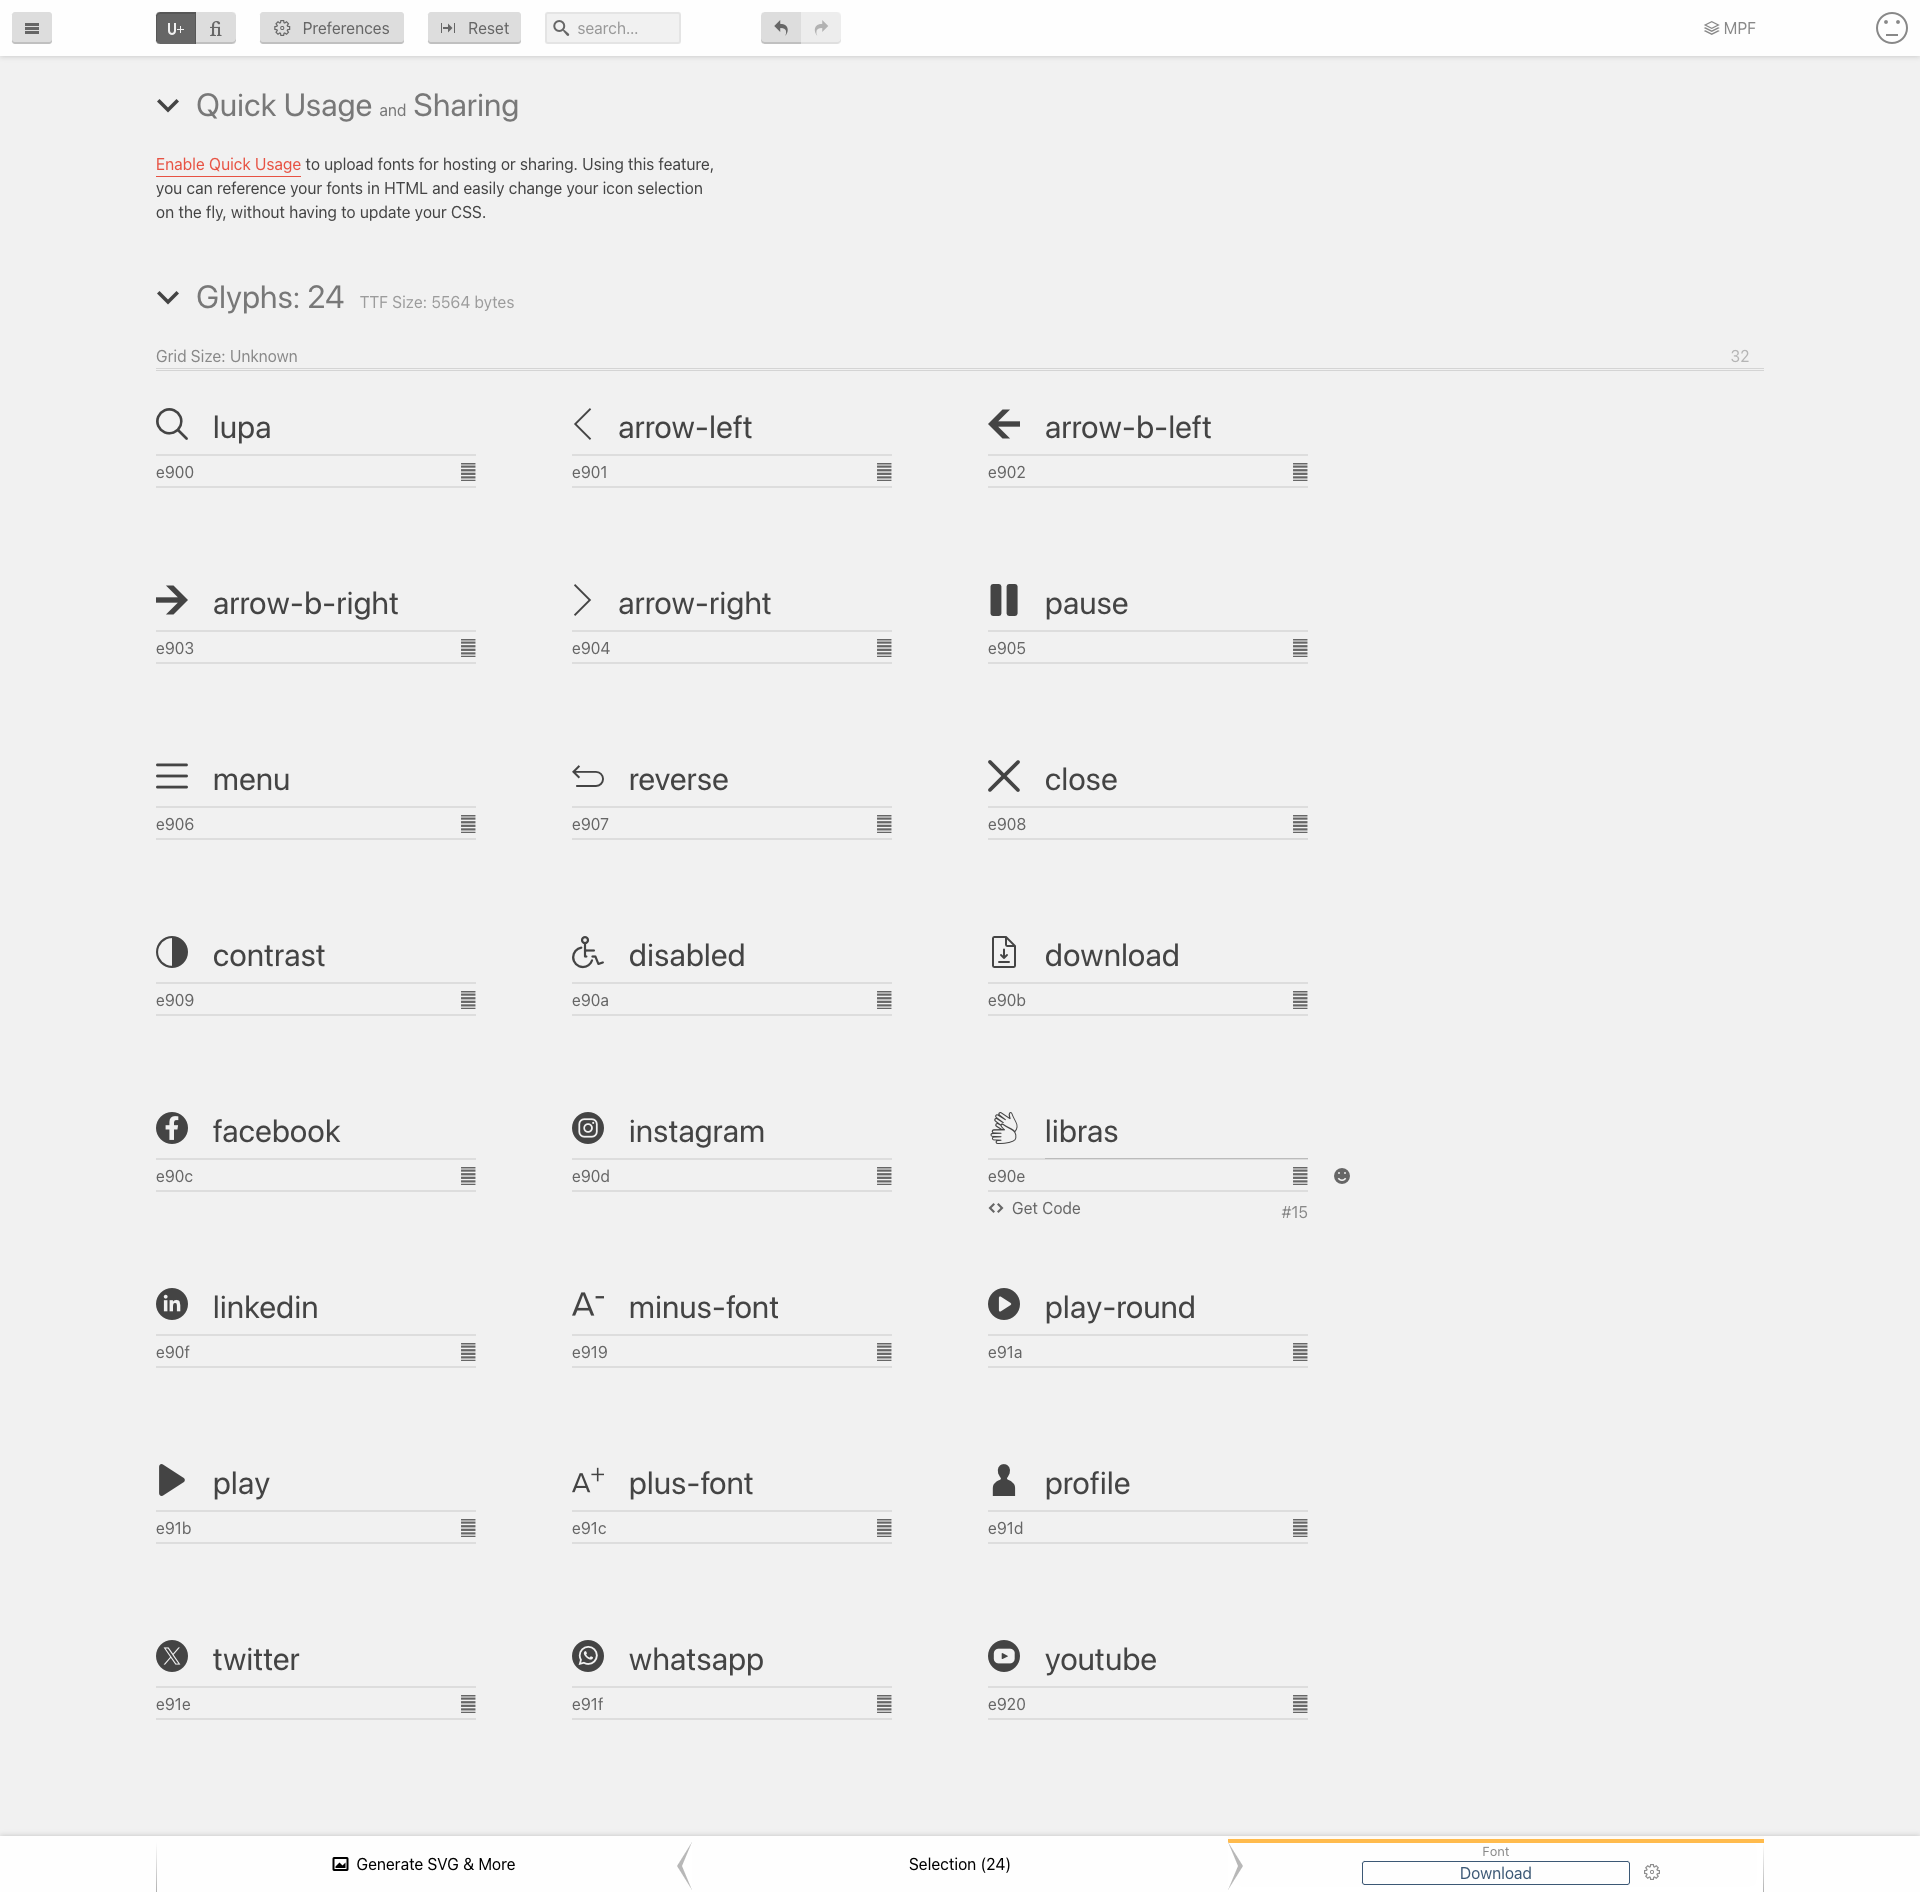 U+ fi Preferences Reset search... MPF
Quick Usage and Sharing
Enable Quick Usage to upload fonts for hosting or sharing. Using this feature,
you can reference your fonts in HTML and easily change your icon selection
on the fly, without having to update your CSS.
Glyphs: 24 TTF Size: 5564 bytes
Grid Size: Unknown 32
lupa arrow-left arrow-b-left
e900 e901 e902
arrow-b-right arrow-right pause
e903 e904 e905
menu reverse close
e906 e907 e908
contrast disabled download
e909 e90a e90b
facebook instagram libras
e90c e90d e90e
Get Code #15
linkedin A- minus-font play-round
e90f e919 e91a
play A+ plus-font profile
e91b e91c e91d
twitter whatsapp youtube
e91e e91f e920
Generate SVG & More Selection (24) Font
Download